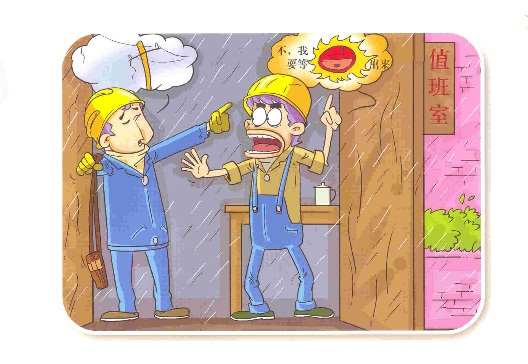 不，我
要等
出来
值
班
室